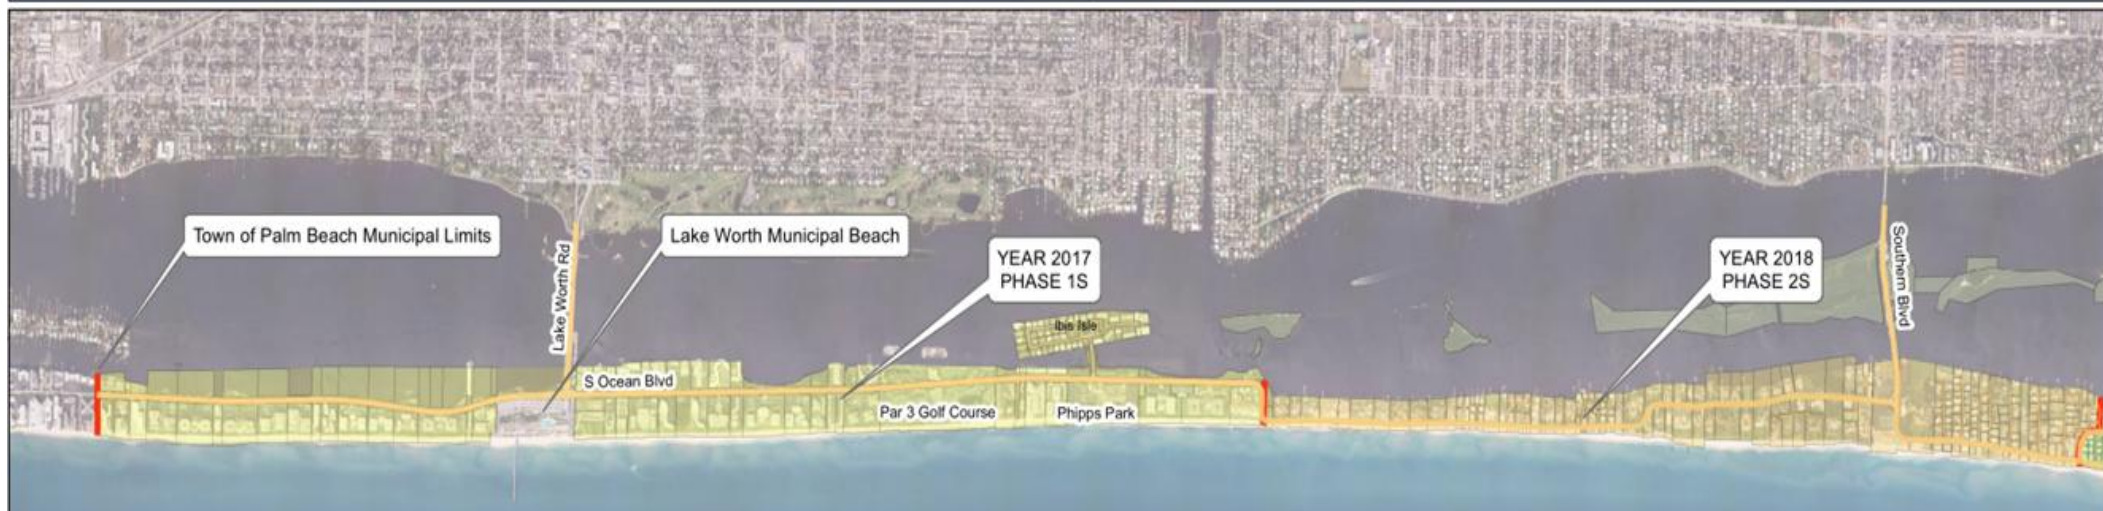 Town of Palm Beach Municipal Limits
Lake Worth Rd
Lake Worth Municipal Beach
YEAR 2017
PHASE 1S
YEAR 2018
PHASE 2S
Southern Blvd
Ibis Isle
S Ocean Blvd
Par 3 Golf Course
Phipps Park